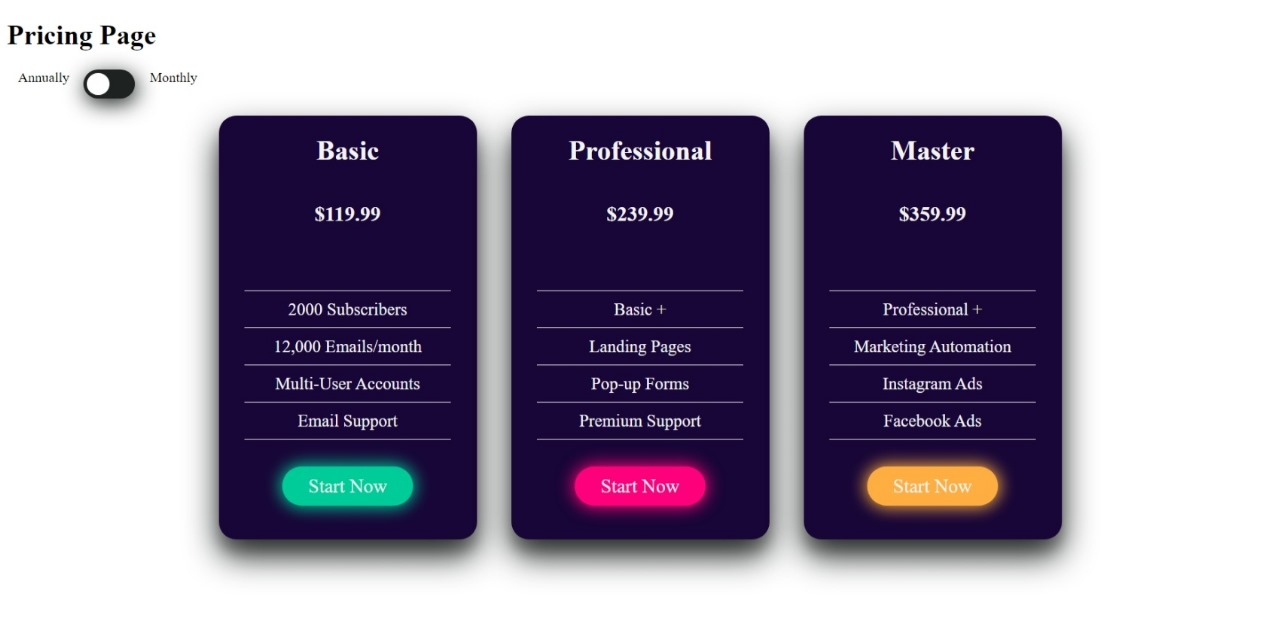 Pricing Page
Annually
Monthly
Basic
$119.99
2000 Subscribers
12,000 Emails/month
Multi-User Accounts
Email Support
Start Now
Professional
$239.99
Basic +
Landing Pages
Pop-up Forms
Premium Support
Start Now
Master
$359.99
Professional +
Marketing Automation
Instagram Ads
Facebook Ads
Start Now